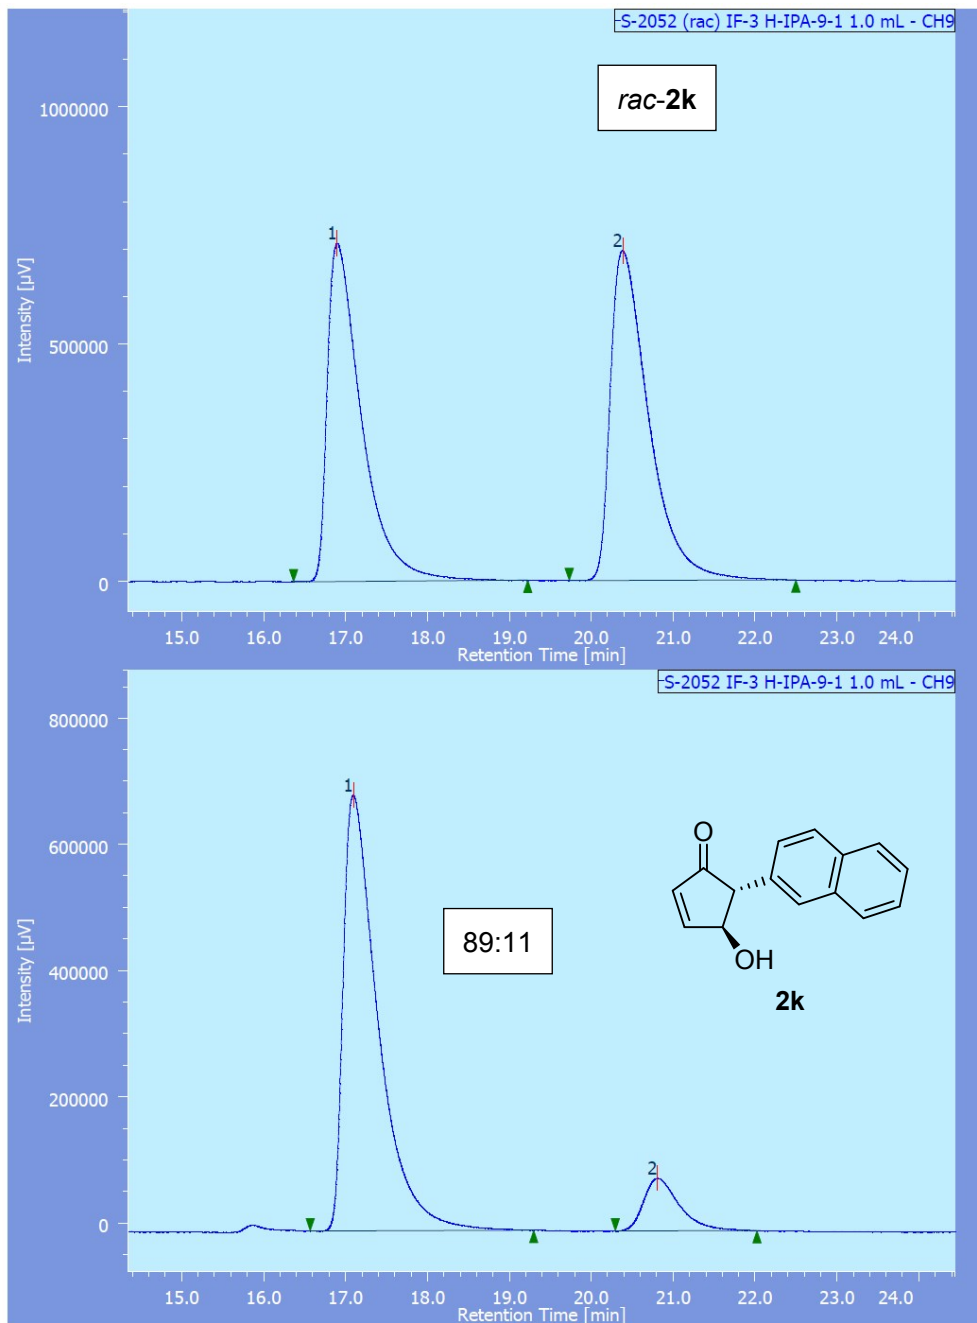 -S-2052 (rac) IF-3 H-IPA-9-1 1.0 mL - CH9
rac-2k
1000000
500000
0
Intensity [µV]
1
2
15.0 16.0 17.0 18.0 19.0 20.0 21.0 22.0 23.0 24.0
Retention Time [min]
-S-2052 IF-3 H-IPA-9-1 1.0 mL - CH9
800000
600000
400000
200000
0
Intensity [µV]
1
89:11
O
OH
2k
2
15.0 16.0 17.0 18.0 19.0 20.0 21.0 22.0 23.0 24.0
Retention Time [min]